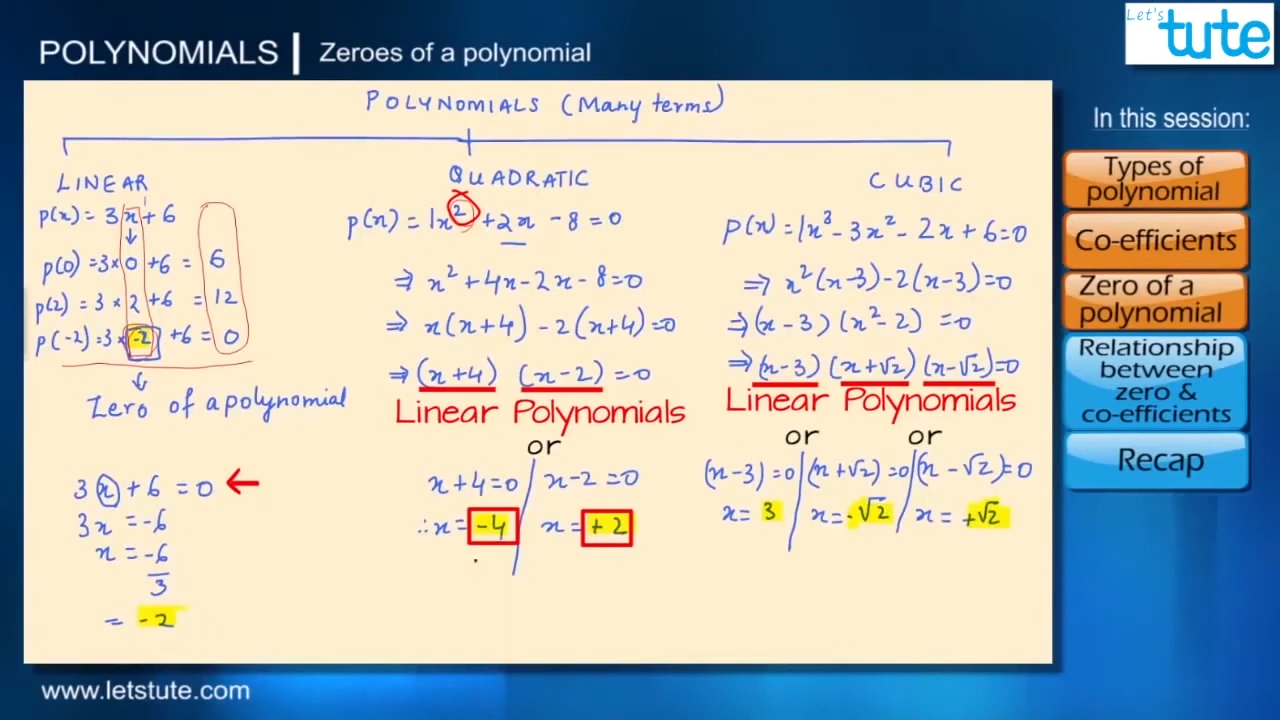 Let's
tute
POLYNOMIALS | Zeroes of a polynomial
POLYNOMIALS (Many terms)
LINEAR
p(x) = 3x¹ + 6
p(0) = 3×0 + 6 = 6
p(2) = 3×2 + 6 = 12
p(-2) = 3×-2 + 6 = 0
Zero of a polynomial
3x + 6 = 0
3x = -6
x = -6/3
= -2
QUADRATIC
p(x) = 1x² + 2x - 8 = 0
⇒ x² + 4x - 2x - 8 = 0
⇒ x(x+4) - 2(x+4) = 0
⇒ (x+4) (x-2) = 0
Linear Polynomials
or
x+4=0 / x-2=0
∴ x = -4 / x = +2
CUBIC
p(x) = 1x³ - 3x² - 2x + 6 = 0
⇒ x²(x-3) - 2(x-3) = 0
⇒ (x-3) (x²-2) = 0
⇒ (x-3) (x+√2) (x-√2) = 0
Linear Polynomials
or or
(x-3) = 0 / (x+√2) = 0 / (x-√2) = 0
x = 3 / x = -√2 / x = +√2
In this session:
Types of
polynomial
Co-efficients
Zero of a
polynomial
Relationship
between
zero &
co-efficients
Recap
www.letstute.com